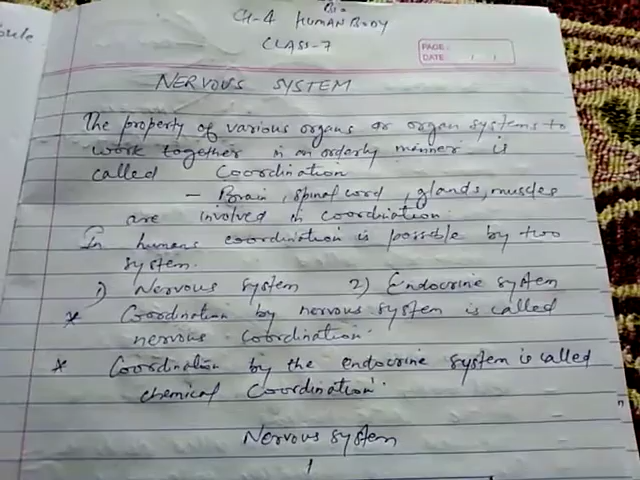 Bi-
Ch-4 HUMAN BODY
CLASS-7
PAGE:
DATE: / /
NERVOUS SYSTEM
The property of various organs or organ systems to
work together in an orderly manner is
called Coordination
- Brain, spinal cord, glands, muscles
are involved in coordination.
In humans coordination is possible by two
system.
1) Nervous system 2) Endocrine system
* Coordination by nervous system is called
nervous coordination.
* Coordination by the endocrine system is called
chemical Coordination.
Nervous system